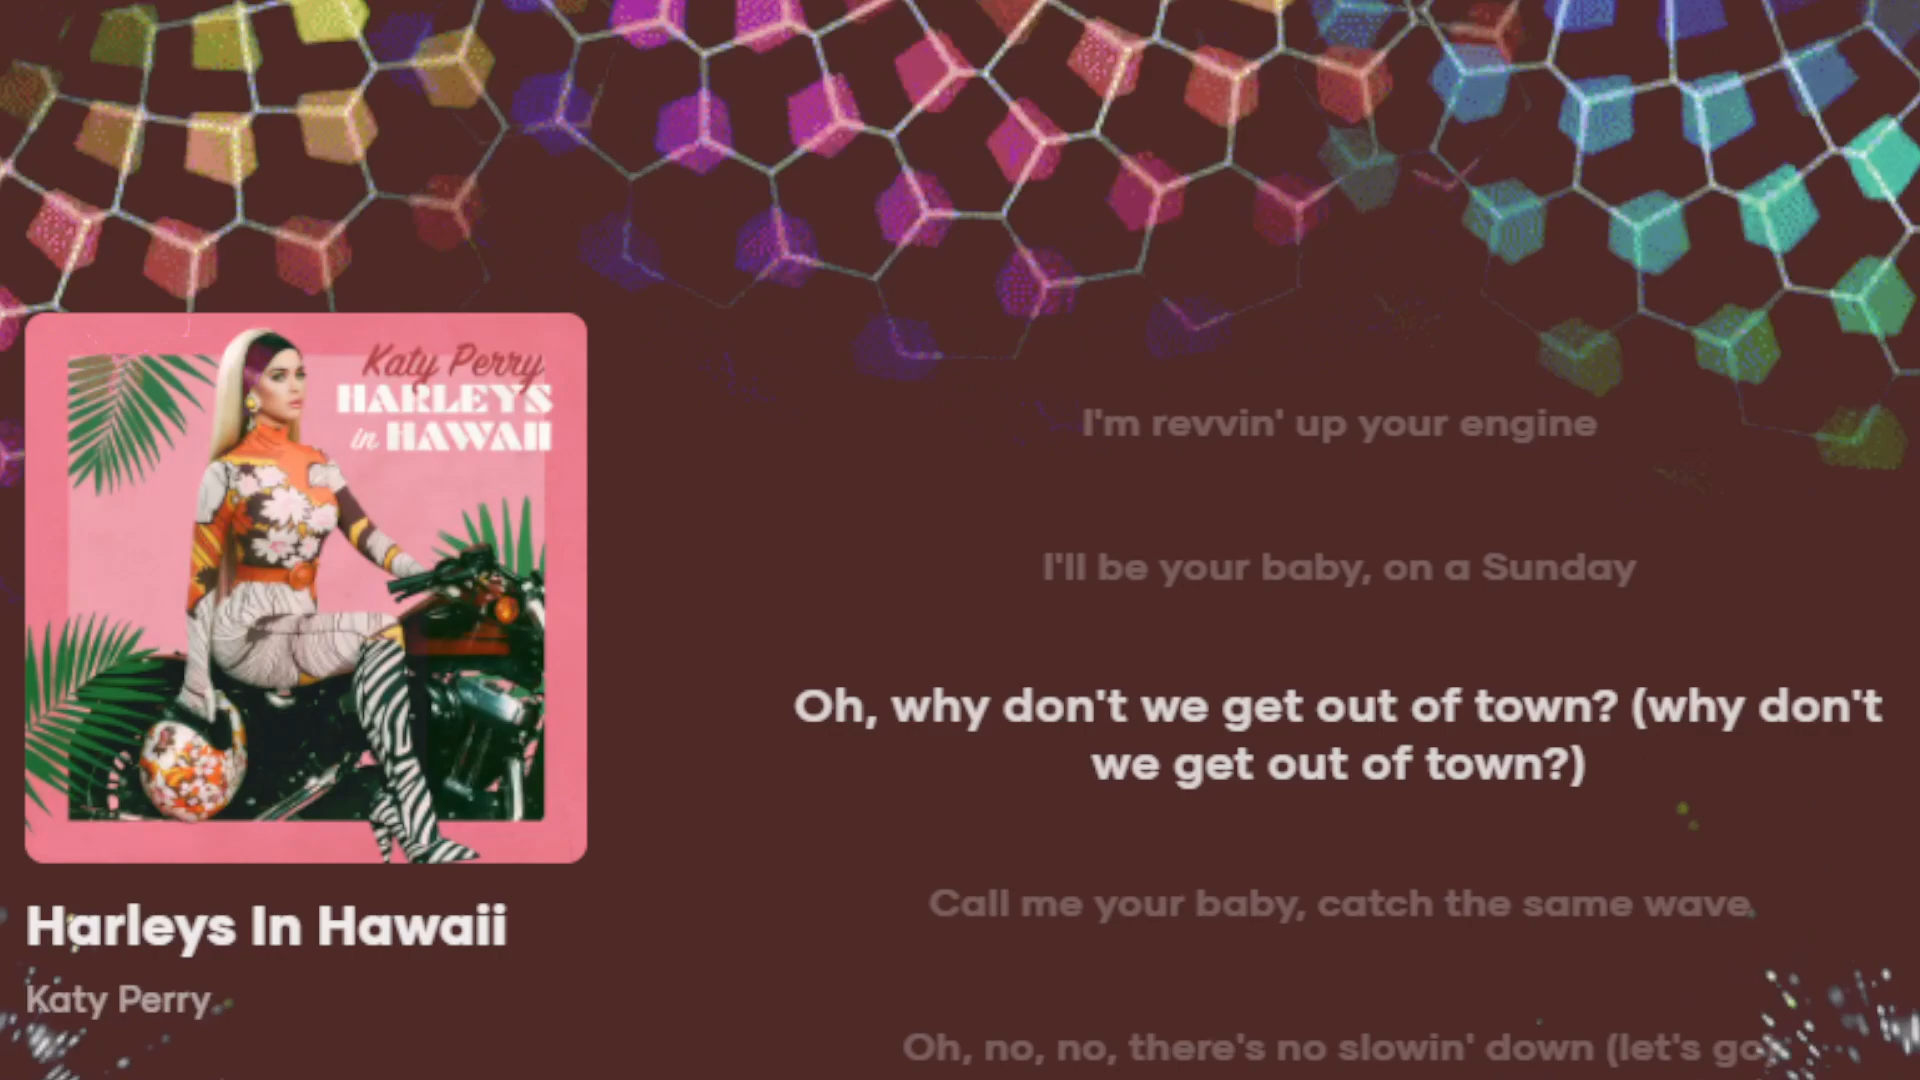 Katy Perry
HARLEYS
in HAWAII
Harleys In Hawaii
Katy Perry
I'm revvin' up your engine
I'll be your baby, on a Sunday
Oh, why don't we get out of town? (why don't
we get out of town?)
Call me your baby, catch the same wave
Oh, no, no, there's no slowin' down (let's go)